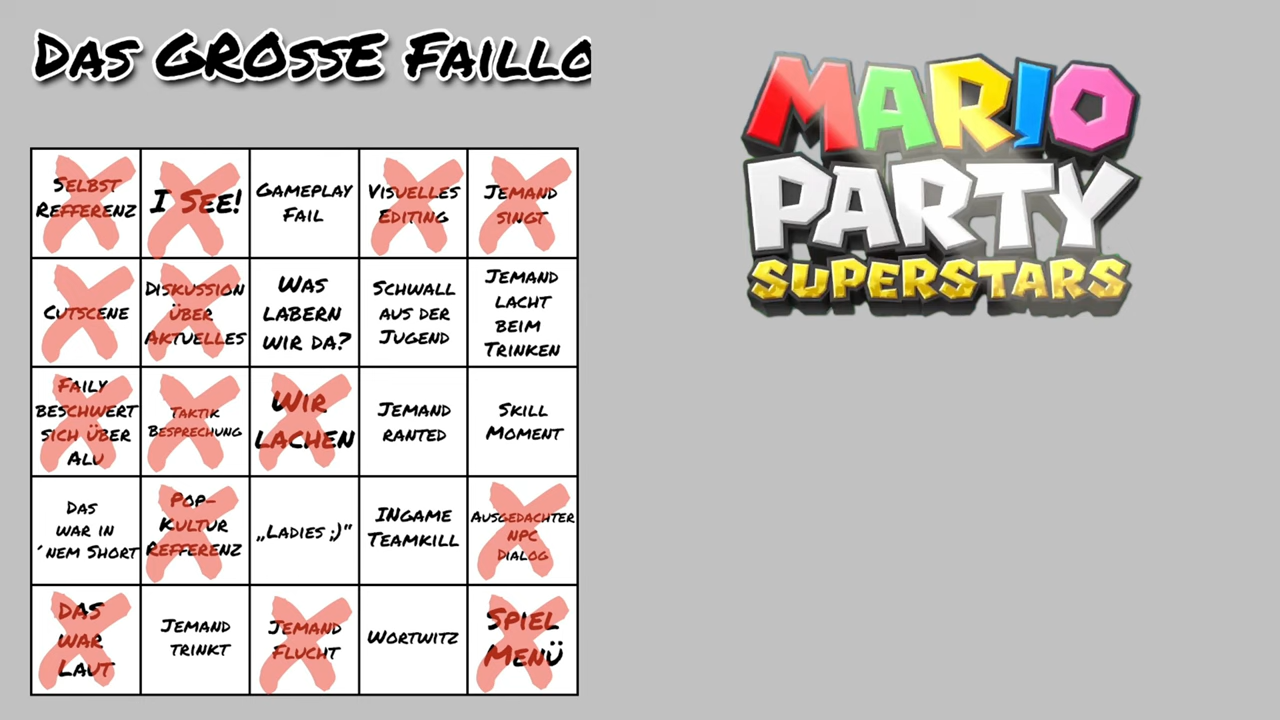 DAS GROSSE FAILLO
MARIO
PARTY
SUPERSTARS
SELBST
REFFERENZ
I SEE!
GAMEPLAY
FAIL
VISUELLES
EDITING
JEMAND
SINGT
CUTSCENE
DISKUSSION
ÜBER
AKTUELLES
WAS
LABERN
WIR DA?
SCHWALL
AUS DER
JUGEND
JEMAND
LACHT
BEIM
TRINKEN
FAILY
BESCHWERT
SICH ÜBER
ALU
TAKTIK
BESPRECHUNG
WIR
LACHEN
JEMAND
RANTED
SKILL
MOMENT
DAS
WAR IN
´NEM SHORT
POP-
KULTUR
REFFERENZ
„LADIES ;)"
INGAME
TEAMKILL
AUSGEDACHTER
NPC
DIALOG
DAS
WAR
LAUT
JEMAND
TRINKT
JEMAND
FLUCHT
WORTWITZ
SPIEL
MENÜ